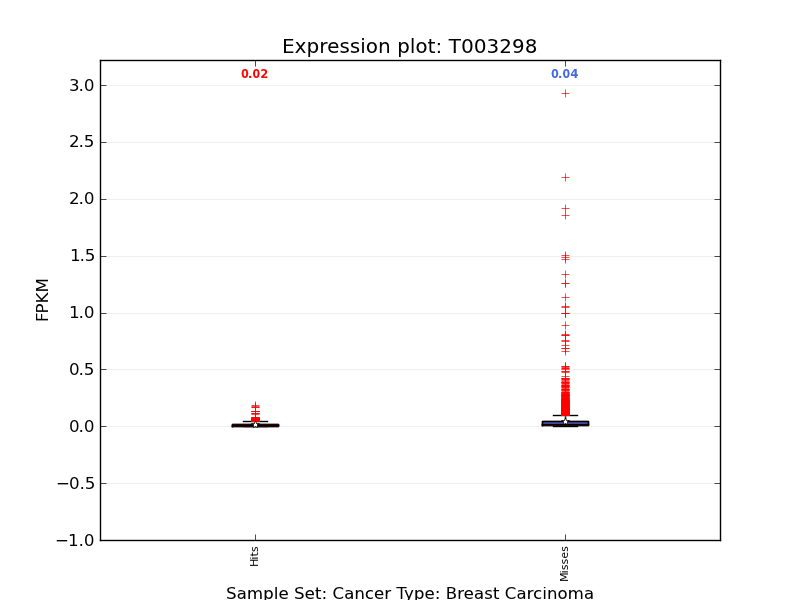 Expression plot: T003298
0.02
0.04
3.0
2.5
2.0
1.5
1.0
0.5
0.0
−0.5
−1.0
FPKM
Hits
Misses
Sample Set: Cancer Type: Breast Carcinoma